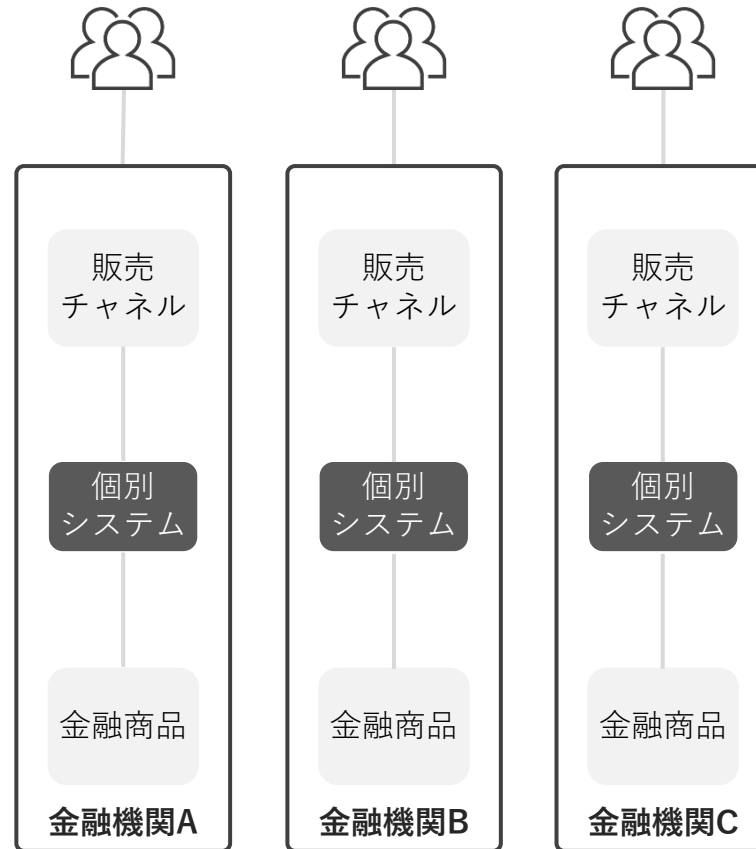 販売
チャネル
個別
システム
金融商品
金融機関A
販売
チャネル
個別
システム
金融商品
金融機関B
販売
チャネル
個別
システム
金融商品
金融機関C